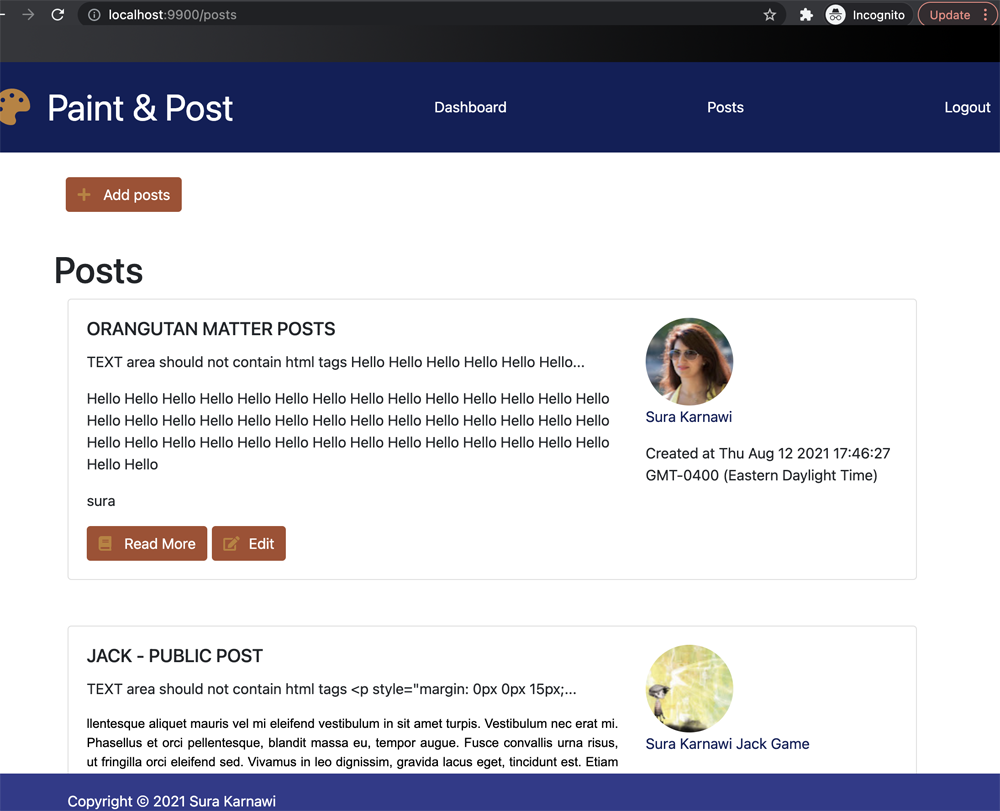 localhost:9900/posts
Incognito
Update
Paint & Post
Dashboard
Posts
Logout
Add posts
Posts
ORANGUTAN MATTER POSTS
TEXT area should not contain html tags Hello Hello Hello Hello Hello Hello...
Hello Hello Hello Hello Hello Hello Hello Hello Hello Hello Hello Hello Hello Hello
Hello Hello Hello Hello Hello Hello Hello Hello Hello Hello Hello Hello Hello Hello
Hello Hello Hello Hello Hello Hello Hello Hello Hello Hello Hello Hello Hello Hello
Hello Hello
sura
Read More
Edit
Sura Karnawi
Created at Thu Aug 12 2021 17:46:27
GMT-0400 (Eastern Daylight Time)
JACK - PUBLIC POST
TEXT area should not contain html tags <p style="margin: 0px 0px 15px;...
llentesque aliquet mauris vel mi eleifend vestibulum in sit amet turpis. Vestibulum nec erat mi.
Phasellus et orci pellentesque, blandit massa eu, tempor augue. Fusce convallis urna risus,
ut fringilla orci eleifend sed. Vivamus in leo dignissim, gravida lacus eget, tincidunt est. Etiam
Sura Karnawi Jack Game
Copyright © 2021 Sura Karnawi